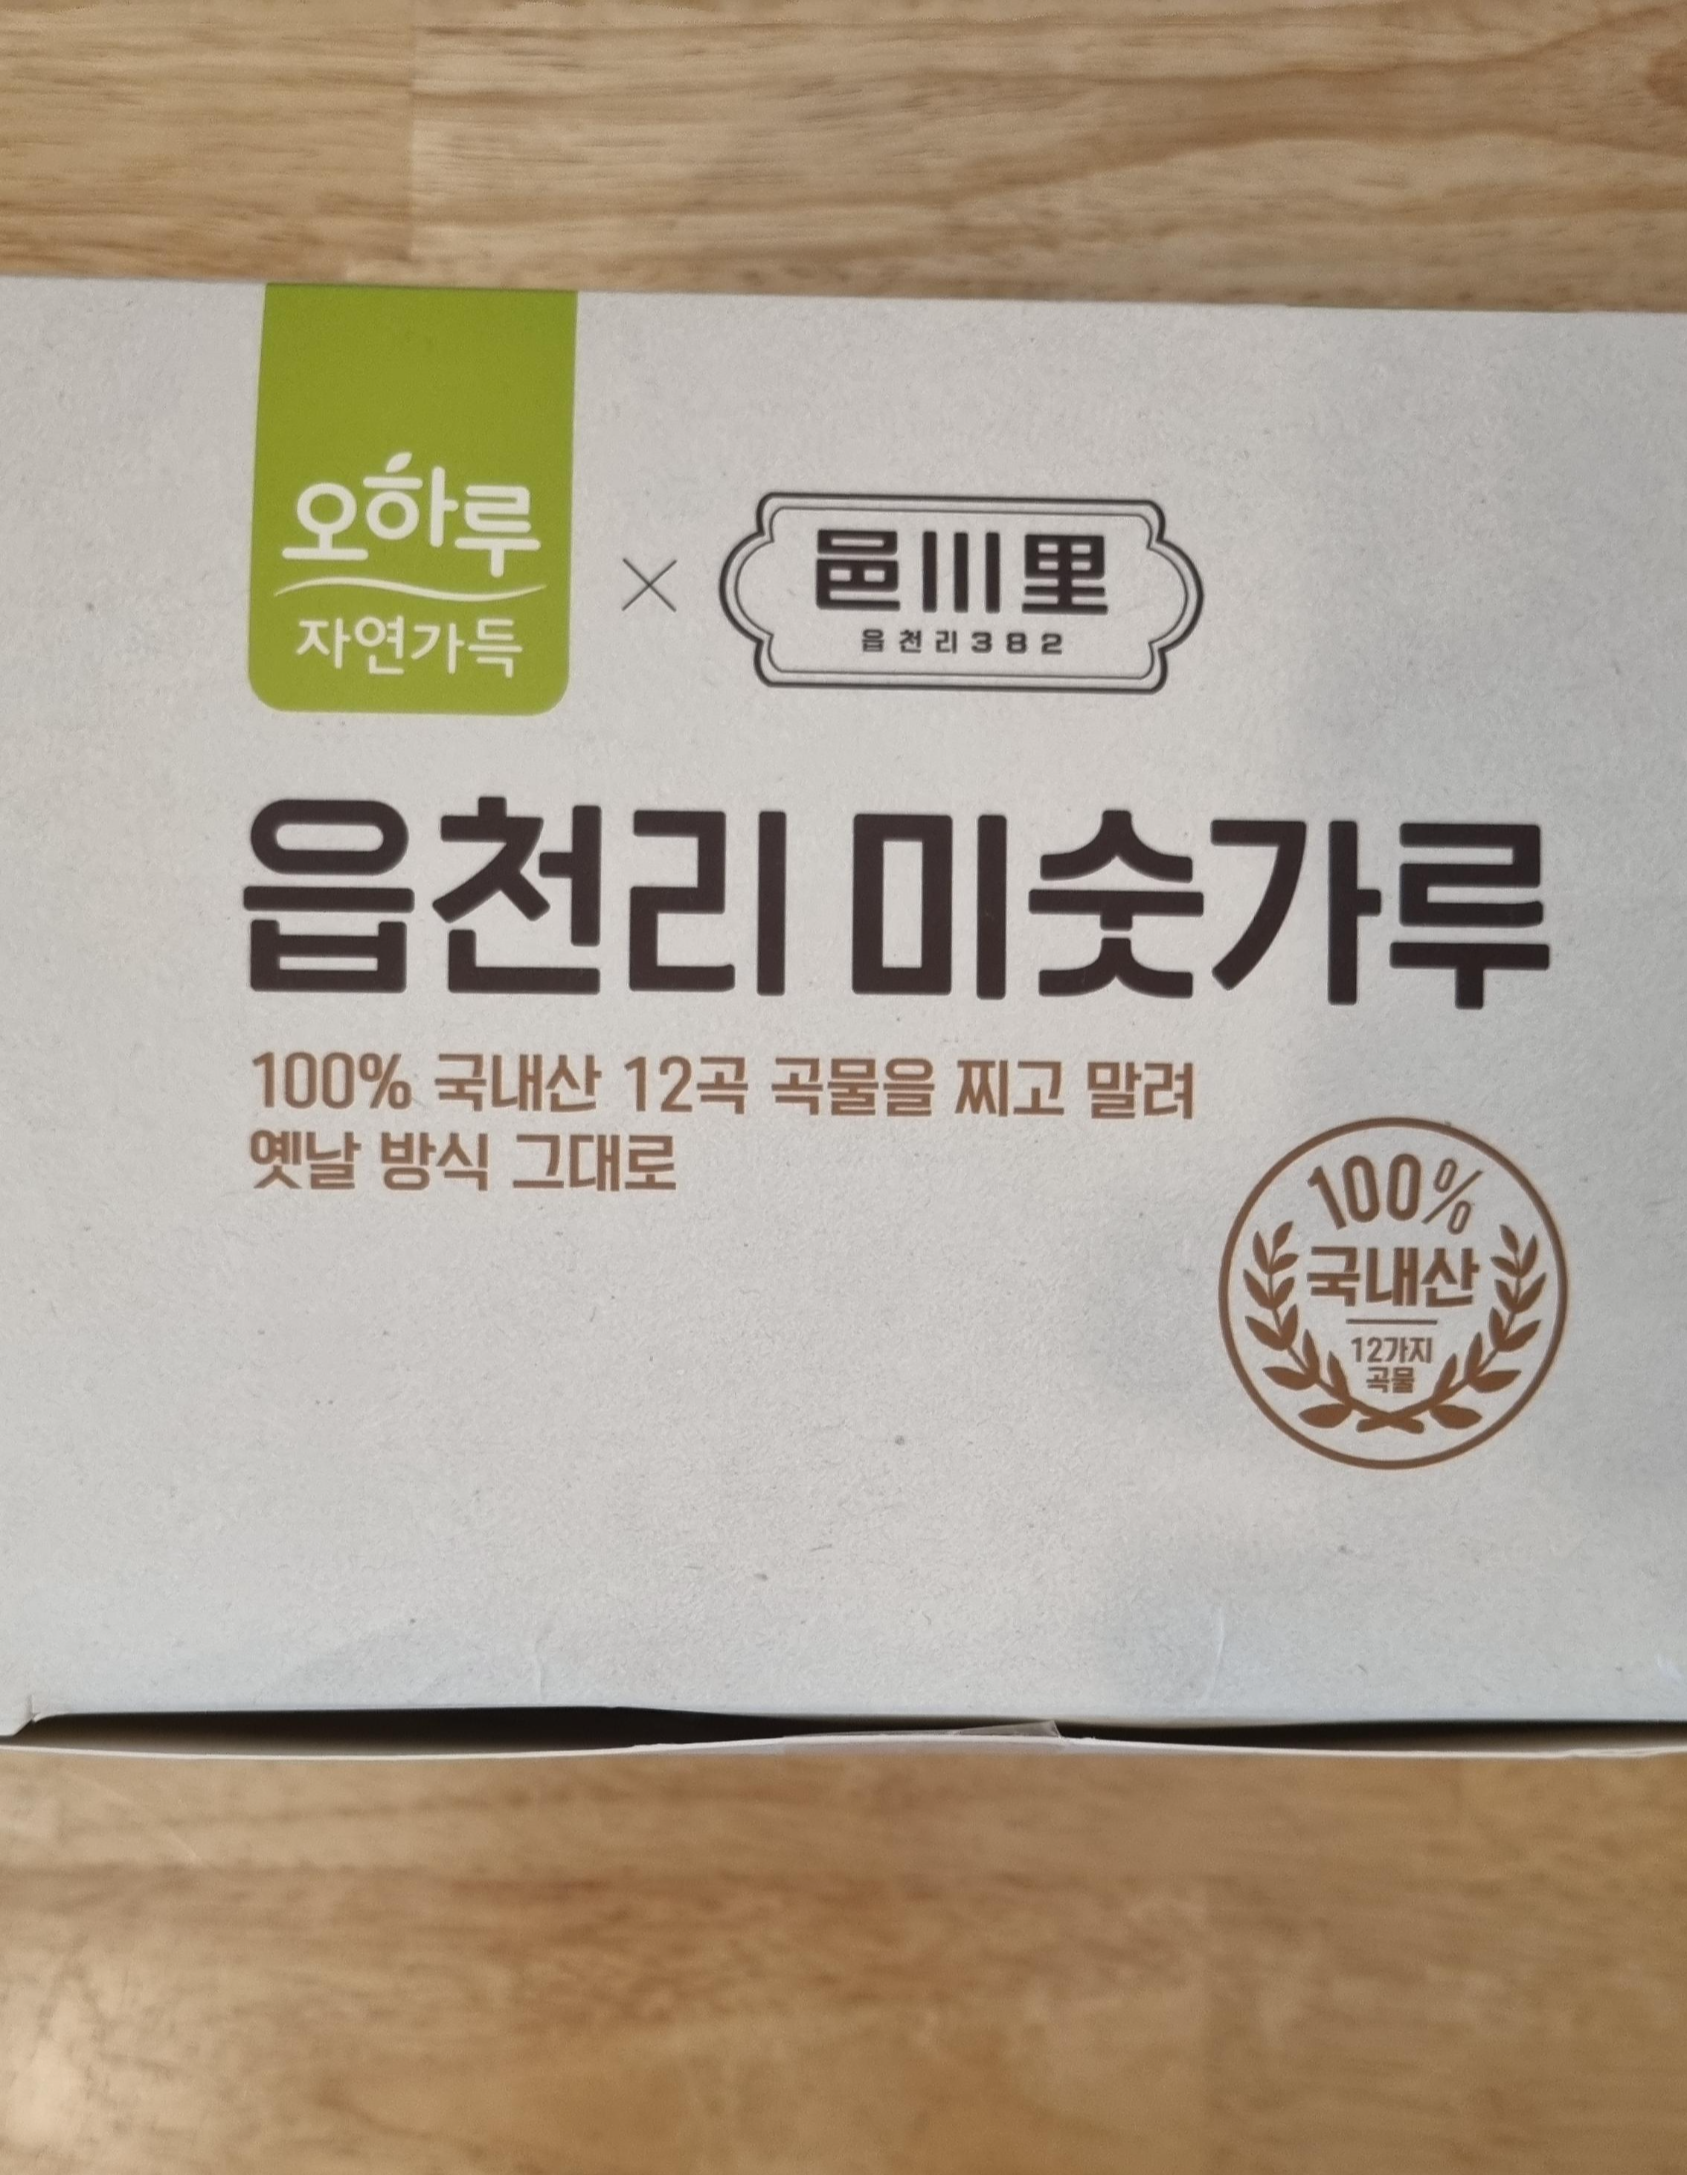 오하루
자연가득
×
邑川里
읍천리382
읍천리 미숫가루
100% 국내산 12곡 곡물을 찌고 말려
옛날 방식 그대로
100%
국내산
12가지
곡물